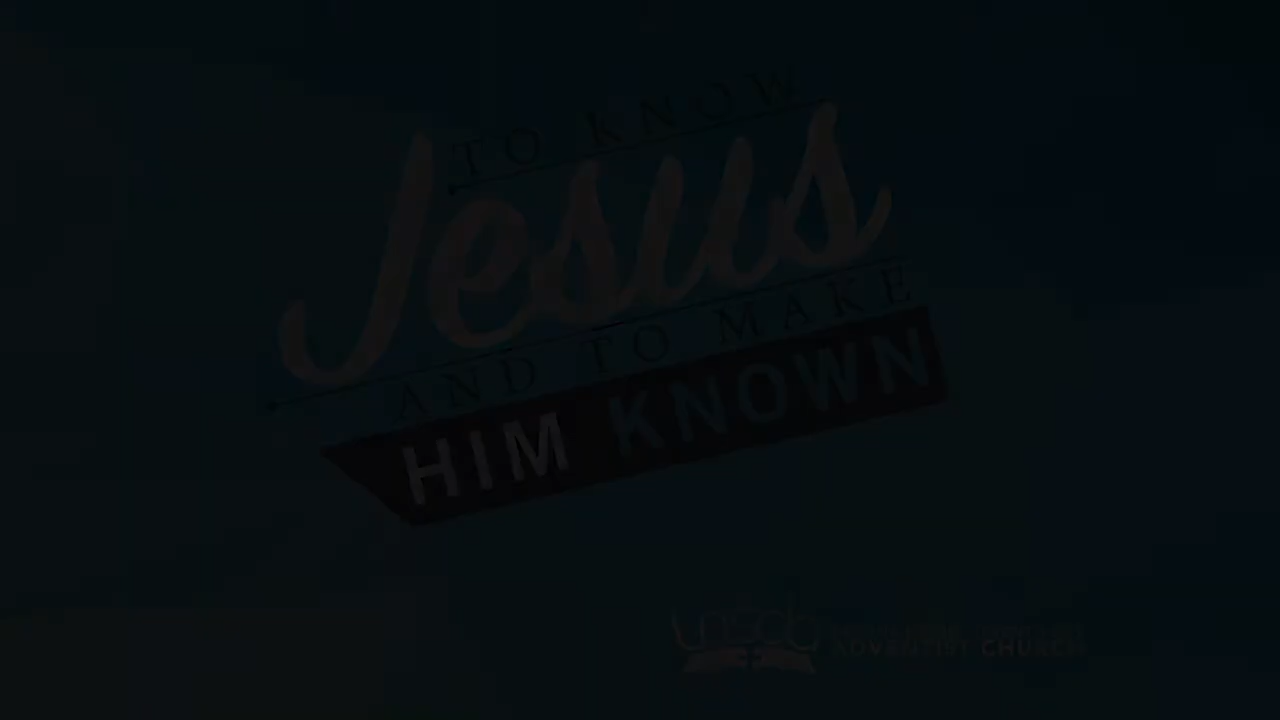 TO KNOW
Jesus
AND TO MAKE
HIM KNOWN
ADVENTIST CHURCH